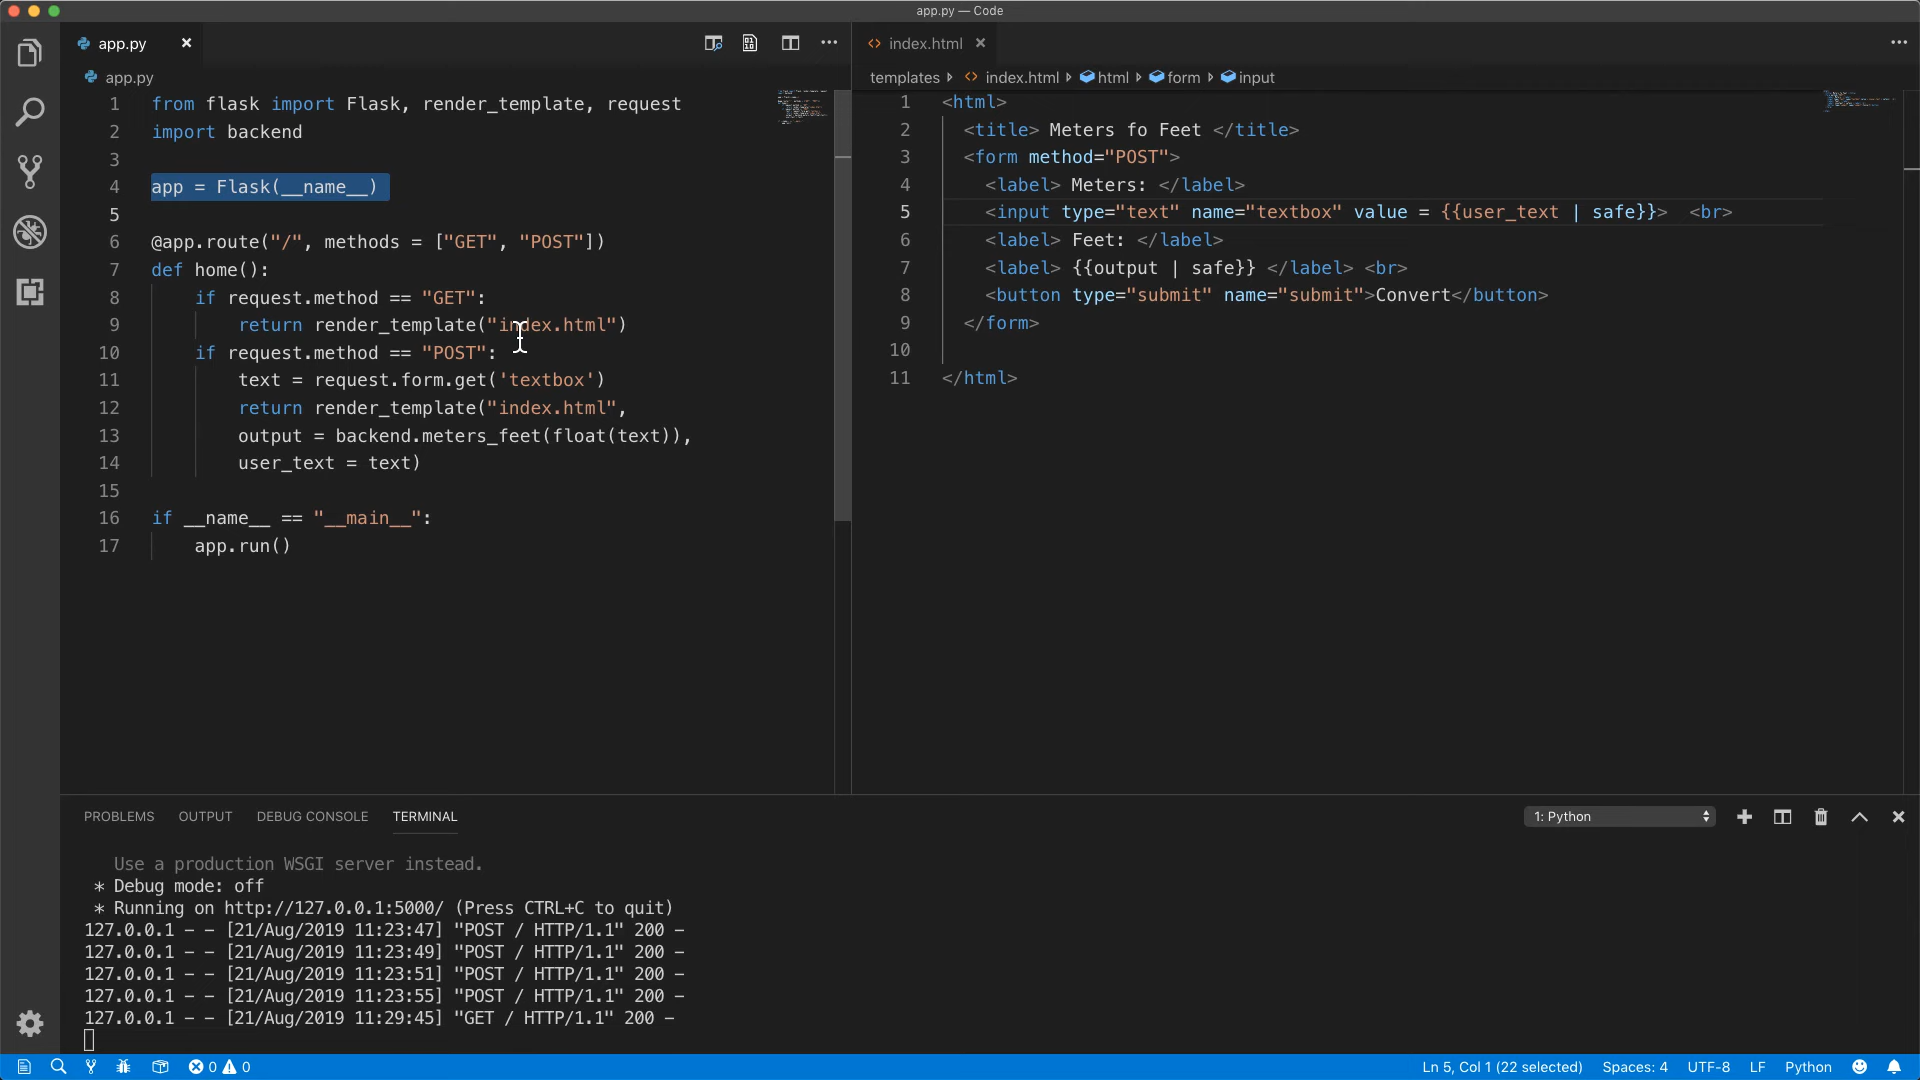 app.py — Code
app.py
index.html
app.py
templates index.html html form input
1 from flask import Flask, render_template, request
2 import backend
3
4 app = Flask(__name__)
5
6 @app.route("/", methods = ["GET", "POST"])
7 def home():
8 if request.method == "GET":
9 return render_template("index.html")
10 if request.method == "POST":
11 text = request.form.get('textbox')
12 return render_template("index.html",
13 output = backend.meters_feet(float(text)),
14 user_text = text)
15
16 if __name__ == "__main__":
17 app.run()
1 <html>
2 <title> Meters fo Feet </title>
3 <form method="POST">
4 <label> Meters: </label>
5 <input type="text" name="textbox" value = {{user_text | safe}}> <br>
6 <label> Feet: </label>
7 <label> {{output | safe}} </label> <br>
8 <button type="submit" name="submit">Convert</button>
9 </form>
10
11 </html>
PROBLEMS OUTPUT DEBUG CONSOLE TERMINAL 1: Python
Use a production WSGI server instead.
* Debug mode: off
* Running on http://127.0.0.1:5000/ (Press CTRL+C to quit)
127.0.0.1 - - [21/Aug/2019 11:23:47] "POST / HTTP/1.1" 200 -
127.0.0.1 - - [21/Aug/2019 11:23:49] "POST / HTTP/1.1" 200 -
127.0.0.1 - - [21/Aug/2019 11:23:51] "POST / HTTP/1.1" 200 -
127.0.0.1 - - [21/Aug/2019 11:23:55] "POST / HTTP/1.1" 200 -
127.0.0.1 - - [21/Aug/2019 11:29:45] "GET / HTTP/1.1" 200 -
0 0 Ln 5, Col 1 (22 selected) Spaces: 4 UTF-8 LF Python